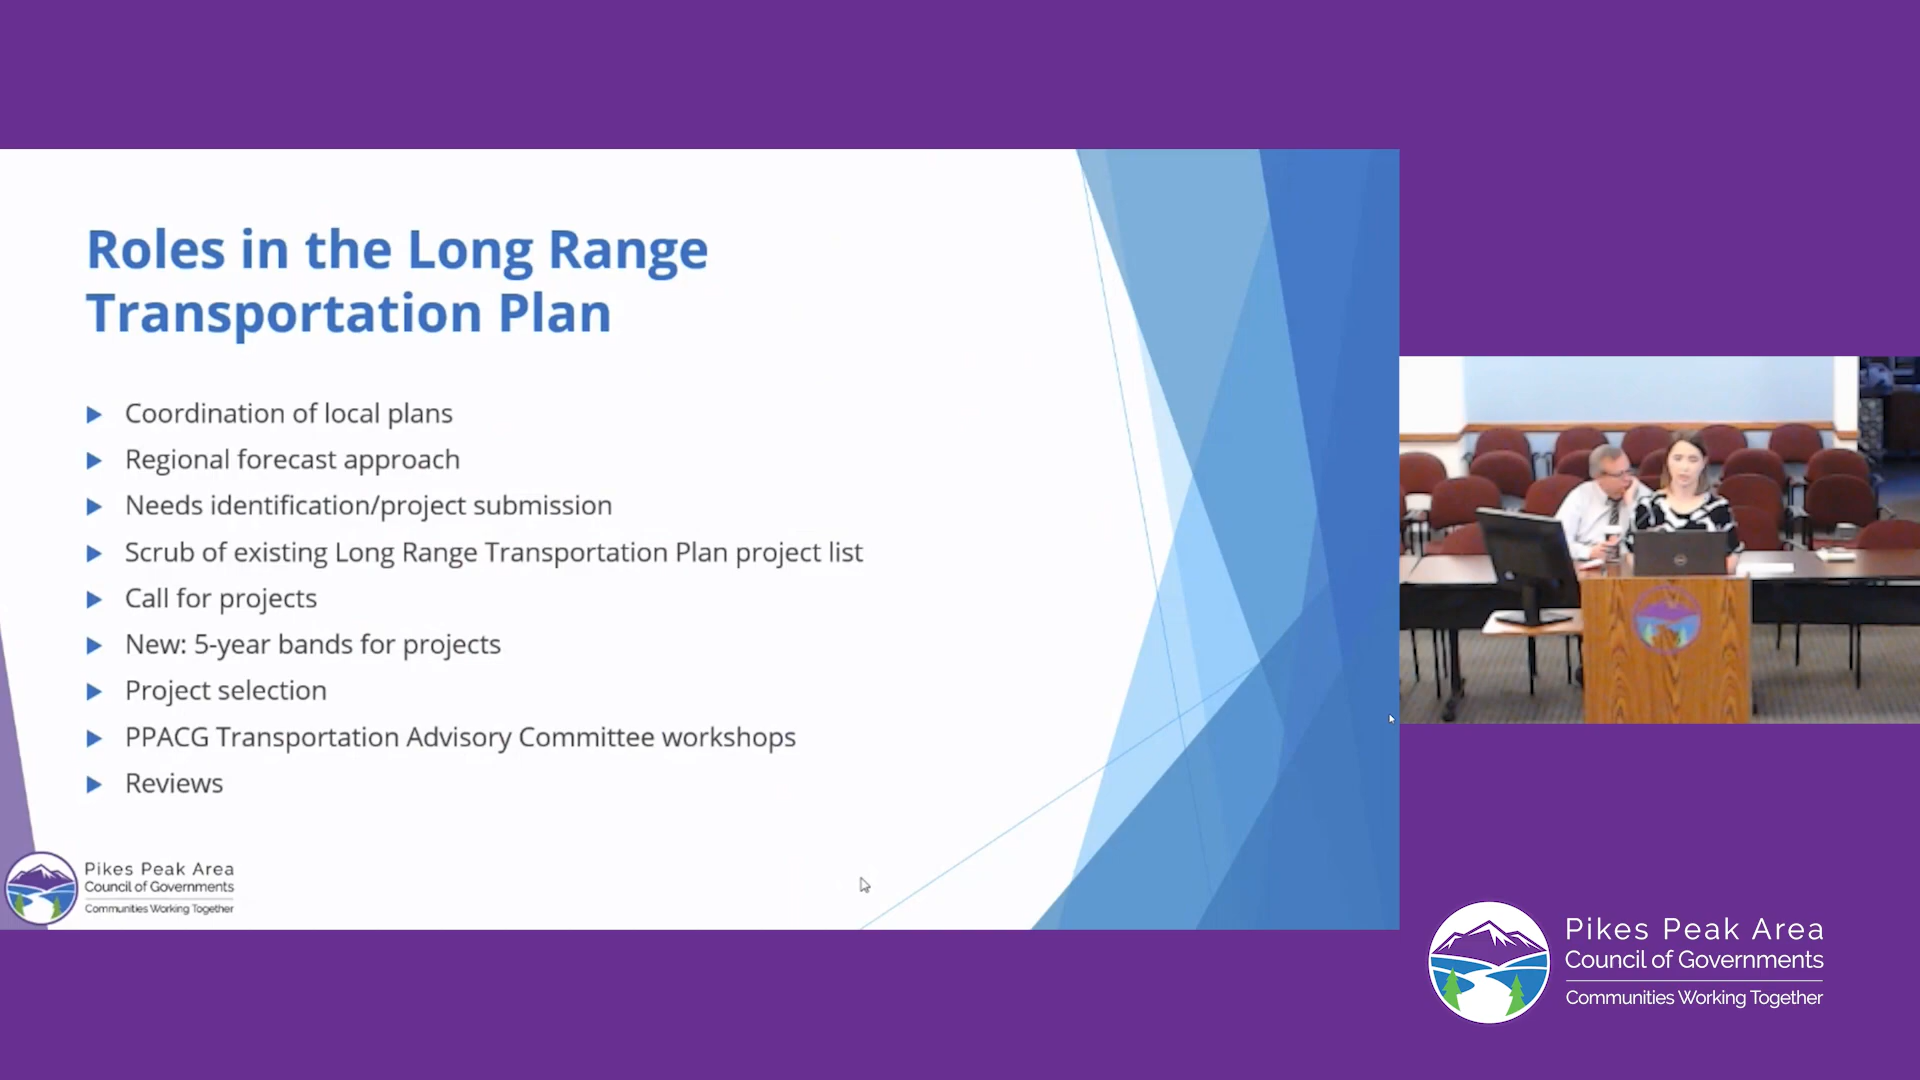 Roles in the Long Range
Transportation Plan
Coordination of local plans
Regional forecast approach
Needs identification/project submission
Scrub of existing Long Range Transportation Plan project list
Call for projects
New: 5-year bands for projects
Project selection
PPACG Transportation Advisory Committee workshops
Reviews
Pikes Peak Area
Council of Governments
Communities Working Together
Pikes Peak Area
Council of Governments
Communities Working Together